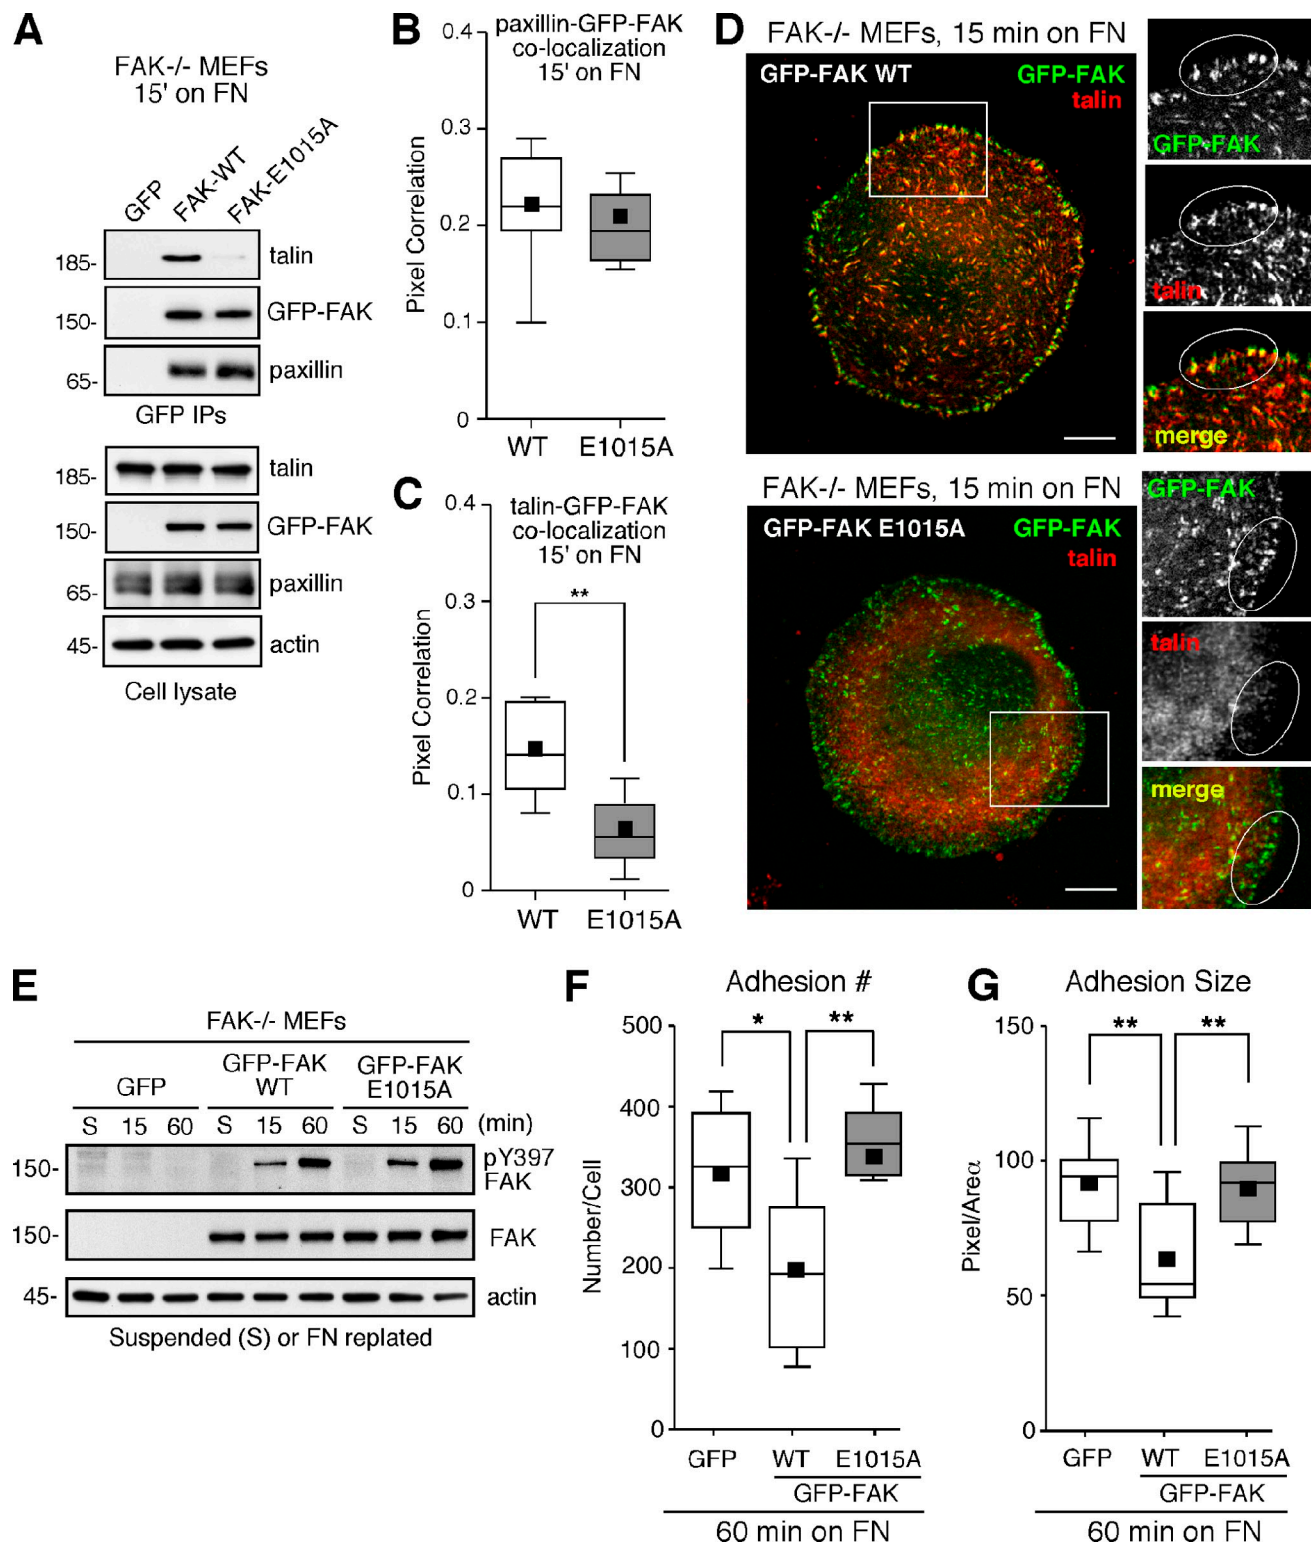 A
FAK-/- MEFs
15' on FN
GFP
FAK-WT
FAK-E1015A
185-
talin
150-
GFP-FAK
65-
paxillin
GFP IPs
185-
talin
150-
GFP-FAK
65-
paxillin
45-
actin
Cell lysate
B
paxillin-GFP-FAK
co-localization
15' on FN
Pixel Correlation
0.4
0.3
0.2
0.1
0
WT
E1015A
C
talin-GFP-FAK
co-localization
15' on FN
Pixel Correlation
0.4
0.3
0.2
0.1
0
**
WT
E1015A
D
FAK-/- MEFs, 15 min on FN
GFP-FAK WT
GFP-FAK
talin
GFP-FAK
talin
merge
FAK-/- MEFs, 15 min on FN
GFP-FAK E1015A
GFP-FAK
talin
GFP-FAK
talin
merge
E
FAK-/- MEFs
GFP
GFP-FAK
WT
GFP-FAK
E1015A
S 15 60 S 15 60 S 15 60 (min)
150-
pY397
FAK
150-
FAK
45-
actin
Suspended (S) or FN replated
F
Adhesion #
Number/Cell
500
400
300
200
100
0
*
**
GFP
WT
E1015A
GFP-FAK
60 min on FN
G
Adhesion Size
Pixel/Area
150
100
50
0
**
**
GFP
WT
E1015A
GFP-FAK
60 min on FN